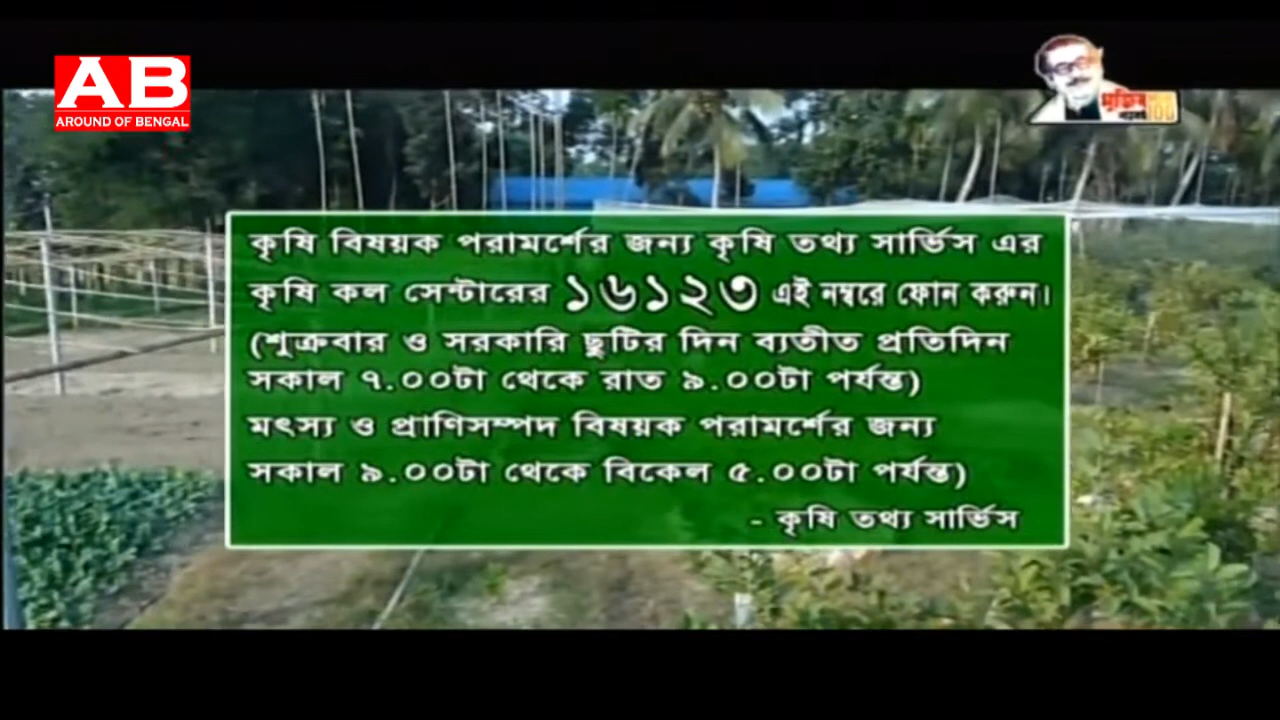 AB
AROUND OF BENGAL
মুজিব
বর্ষ 100
কৃষি বিষয়ক পরামর্শের জন্য কৃষি তথ্য সার্ভিস এর
কৃষি কল সেন্টারের ১৬১২৩ এই নম্বরে ফোন করুন।
(শুক্রবার ও সরকারি ছুটির দিন ব্যতীত প্রতিদিন
সকাল ৭.০০টা থেকে রাত ৯.০০টা পর্যন্ত)
মৎস্য ও প্রাণিসম্পদ বিষয়ক পরামর্শের জন্য
সকাল ৯.০০টা থেকে বিকেল ৫.০০টা পর্যন্ত)
- কৃষি তথ্য সার্ভিস